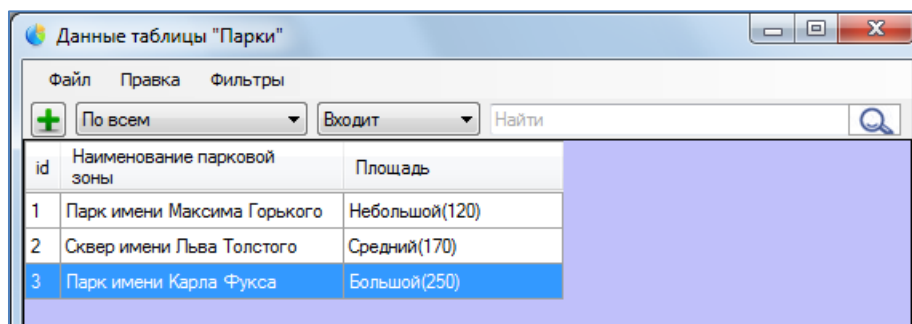 Данные таблицы "Парки"
Файл Правка Фильтры
По всем Входит Найти
id Наименование парковой зоны Площадь
1 Парк имени Максима Горького Небольшой(120)
2 Сквер имени Льва Толстого Средний(170)
3 Парк имени Карла Фукса Большой(250)